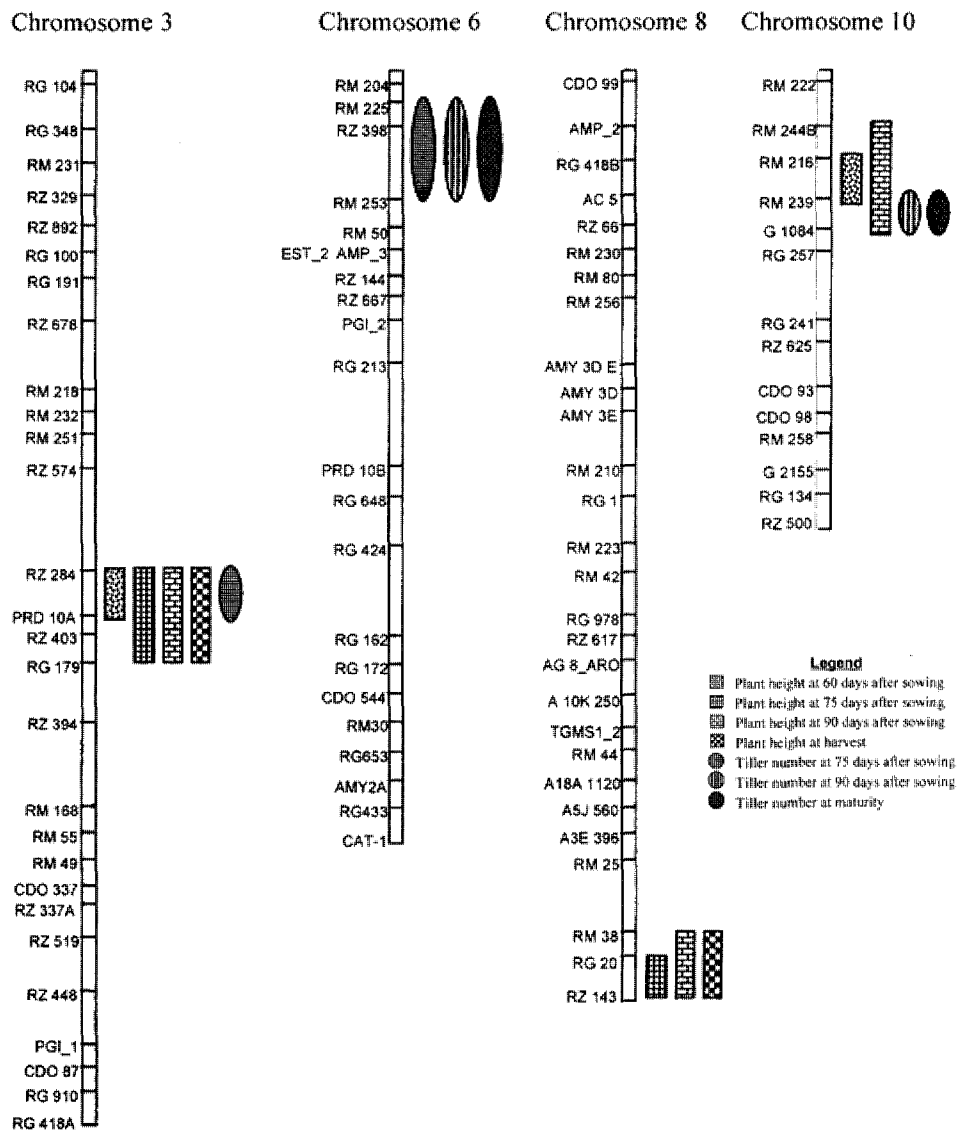 Chromosome 3
RG 104
RG 348
RM 231
RZ 329
RZ 892
RG 100
RG 191
RZ 678
RM 218
RM 232
RM 251
RZ 574
RZ 284
PRD 10A
RZ 403
RG 179
RZ 394
RM 168
RM 55
RM 49
CDO 337
RZ 337A
RZ 519
RZ 448
PGI_1
CDO 87
RG 910
RG 418A
Chromosome 6
RM 204
RM 225
RZ 398
RM 253
RM 50
EST_2 AMP_3
RZ 144
RZ 667
PGI_2
RG 213
PRD 10B
RG 648
RG 424
RG 162
RG 172
CDO 544
RM30
RG653
AMY2A
RG433
CAT-1
Chromosome 8
CDO 99
AMP_2
RG 418B
AC 5
RZ 66
RM 230
RM 80
RM 256
AMY 3D E
AMY 3D
AMY 3E
RM 210
RG 1
RM 223
RM 42
RG 978
RZ 617
AG 8_ARO
A 10K 250
TGMS1_2
RM 44
A18A 1120
A5J 560
A3E 396
RM 25
RM 38
RG 20
RZ 143
Chromosome 10
RM 222
RM 244B
RM 216
RM 239
G 1084
RG 257
RG 241
RZ 625
CDO 93
CDO 98
RM 258
G 2155
RG 134
RZ 500
Legend
Plant height at 60 days after sowing
Plant height at 75 days after sowing
Plant height at 90 days after sowing
Plant height at harvest
Tiller number at 75 days after sowing
Tiller number at 90 days after sowing
Tiller number at maturity